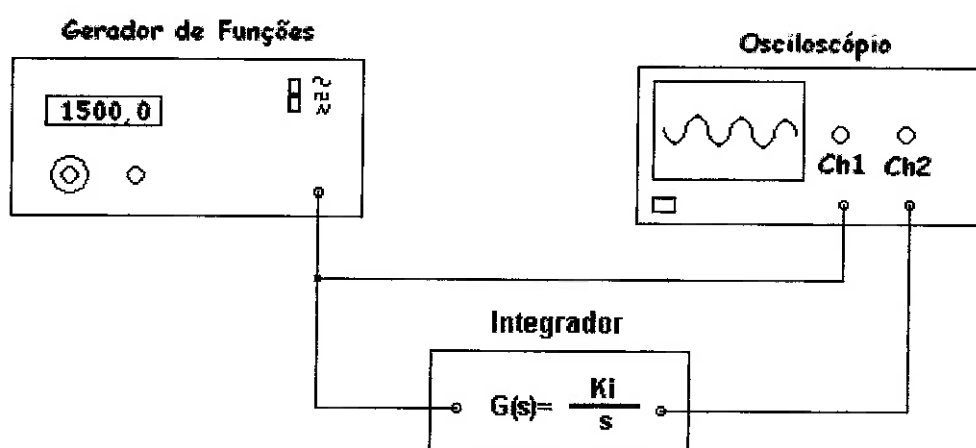 Gerador de Funções
Osciloscópio
1500,0
Ch1 Ch2
Integrador
G(s)= Ki
s